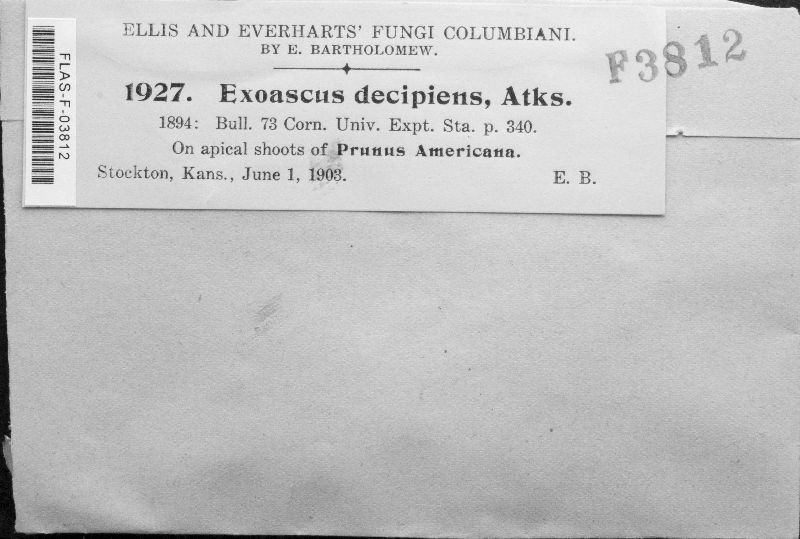 ELLIS AND EVERHARTS' FUNGI COLUMBIANI.
BY E. BARTHOLOMEW.
F3812
1927. Exoascus decipiens, Atks.
1894: Bull. 73 Corn. Univ. Expt. Sta. p. 340.
On apical shoots of Prunus Americana.
Stockton, Kans., June 1, 1903. E. B.
FLAS-F-03812